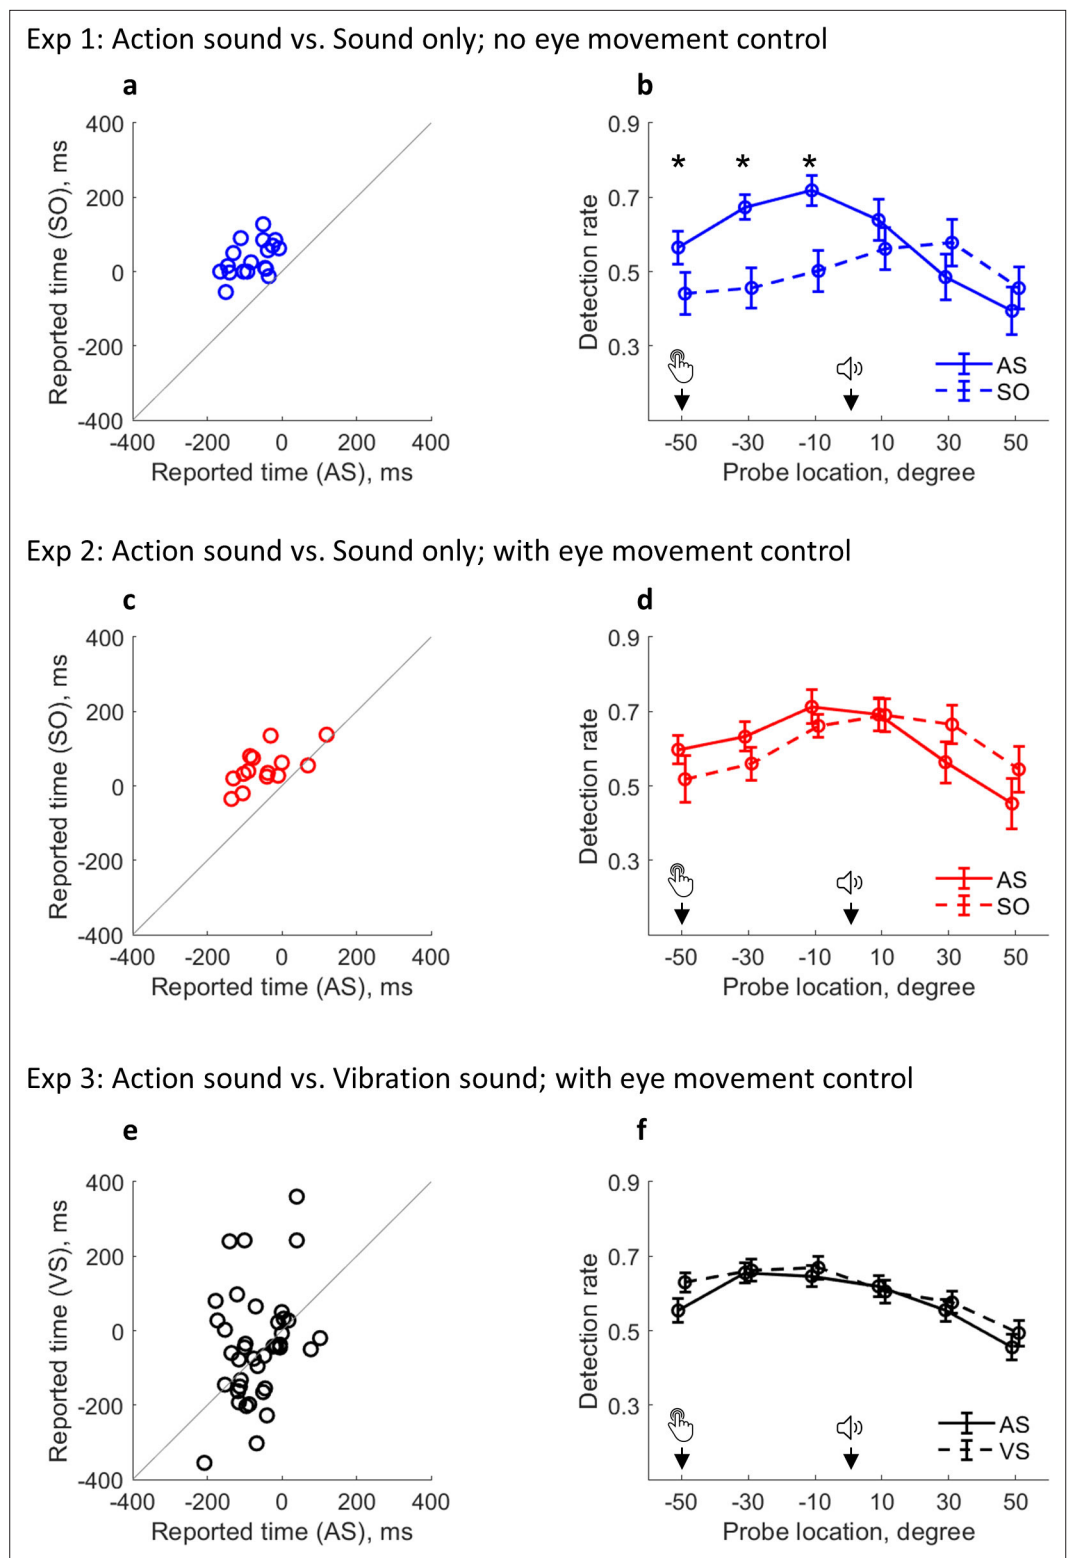 Exp 1: Action sound vs. Sound only; no eye movement control
a
b
400
200
0
-200
-400
Reported time (SO), ms
-400 -200 0 200 400
Reported time (AS), ms
0.9
0.7
0.5
0.3
Detection rate
* * *
AS
SO
-50 -30 -10 10 30 50
Probe location, degree
Exp 2: Action sound vs. Sound only; with eye movement control
c
d
400
200
0
-200
-400
Reported time (SO), ms
-400 -200 0 200 400
Reported time (AS), ms
0.9
0.7
0.5
0.3
Detection rate
AS
SO
-50 -30 -10 10 30 50
Probe location, degree
Exp 3: Action sound vs. Vibration sound; with eye movement control
e
f
400
200
0
-200
-400
Reported time (VS), ms
-400 -200 0 200 400
Reported time (AS), ms
0.9
0.7
0.5
0.3
Detection rate
AS
VS
-50 -30 -10 10 30 50
Probe location, degree